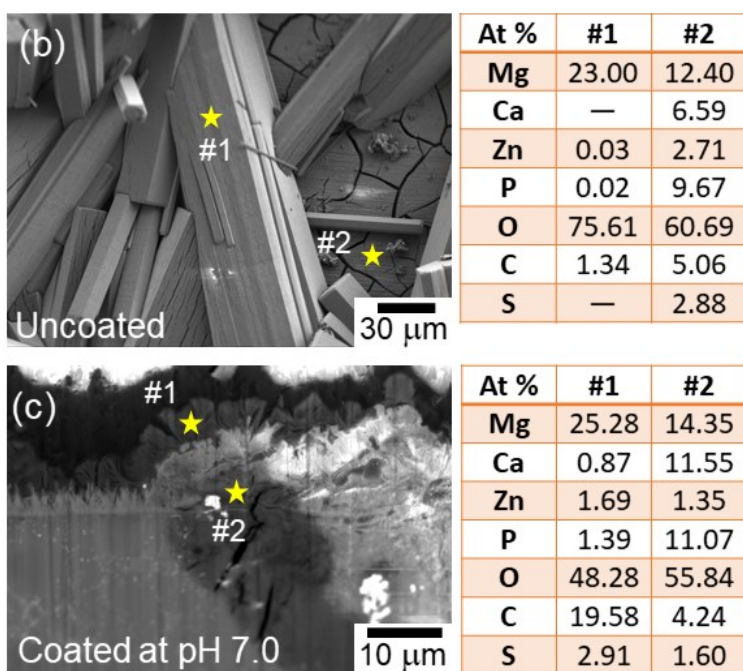 (b)
#1
#2
Uncoated
30 μm
At % #1 #2
Mg 23.00 12.40
Ca — 6.59
Zn 0.03 2.71
P 0.02 9.67
O 75.61 60.69
C 1.34 5.06
S — 2.88
(c)
#1
#2
Coated at pH 7.0
10 μm
At % #1 #2
Mg 25.28 14.35
Ca 0.87 11.55
Zn 1.69 1.35
P 1.39 11.07
O 48.28 55.84
C 19.58 4.24
S 2.91 1.60